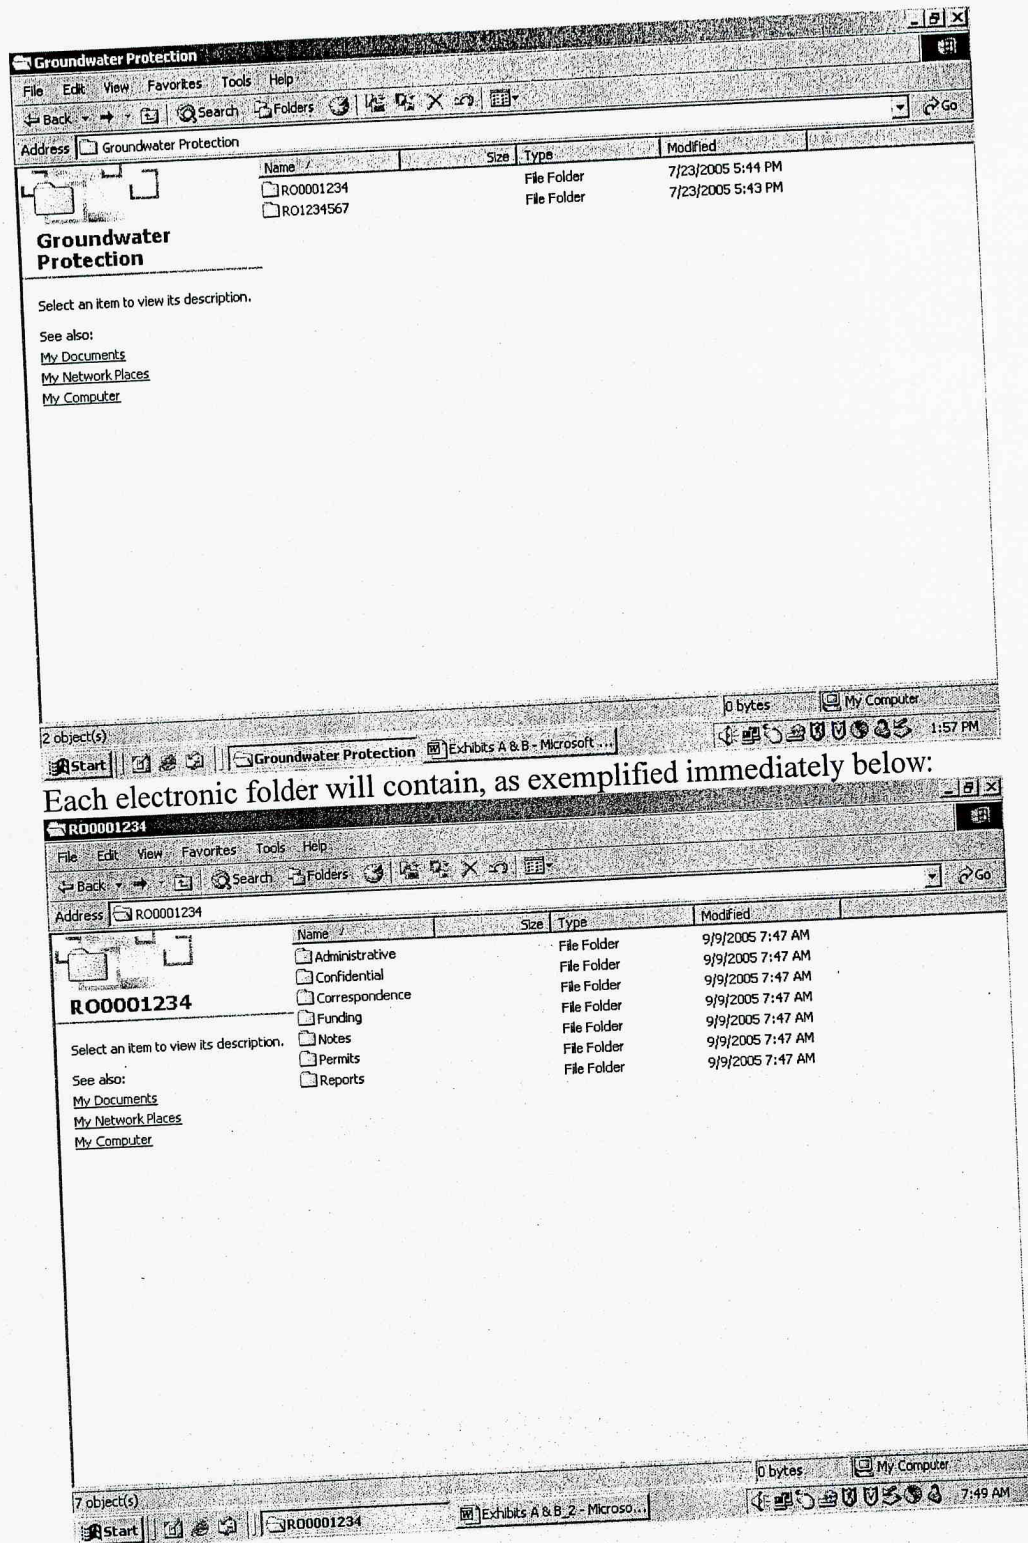 Groundwater Protection
File Edit View Favorites Tools Help
Back Search Folders
Address Groundwater Protection Go
Name Size Type Modified
RO0001234 File Folder 7/23/2005 5:44 PM
RO1234567 File Folder 7/23/2005 5:43 PM
Groundwater
Protection
Select an item to view its description.
See also:
My Documents
My Network Places
My Computer
2 object(s) 0 bytes My Computer
Start Groundwater Protection Exhibits A & B - Microsoft ... 1:57 PM
Each electronic folder will contain, as exemplified immediately below:
RO0001234
File Edit View Favorites Tools Help
Back Search Folders
Address RO0001234 Go
Name Size Type Modified
Administrative File Folder 9/9/2005 7:47 AM
Confidential File Folder 9/9/2005 7:47 AM
Correspondence File Folder 9/9/2005 7:47 AM
Funding File Folder 9/9/2005 7:47 AM
Notes File Folder 9/9/2005 7:47 AM
Permits File Folder 9/9/2005 7:47 AM
Reports File Folder 9/9/2005 7:47 AM
RO0001234
Select an item to view its description.
See also:
My Documents
My Network Places
My Computer
7 object(s) 0 bytes My Computer
Start RO0001234 Exhibits A & B_2 - Microso... 7:49 AM